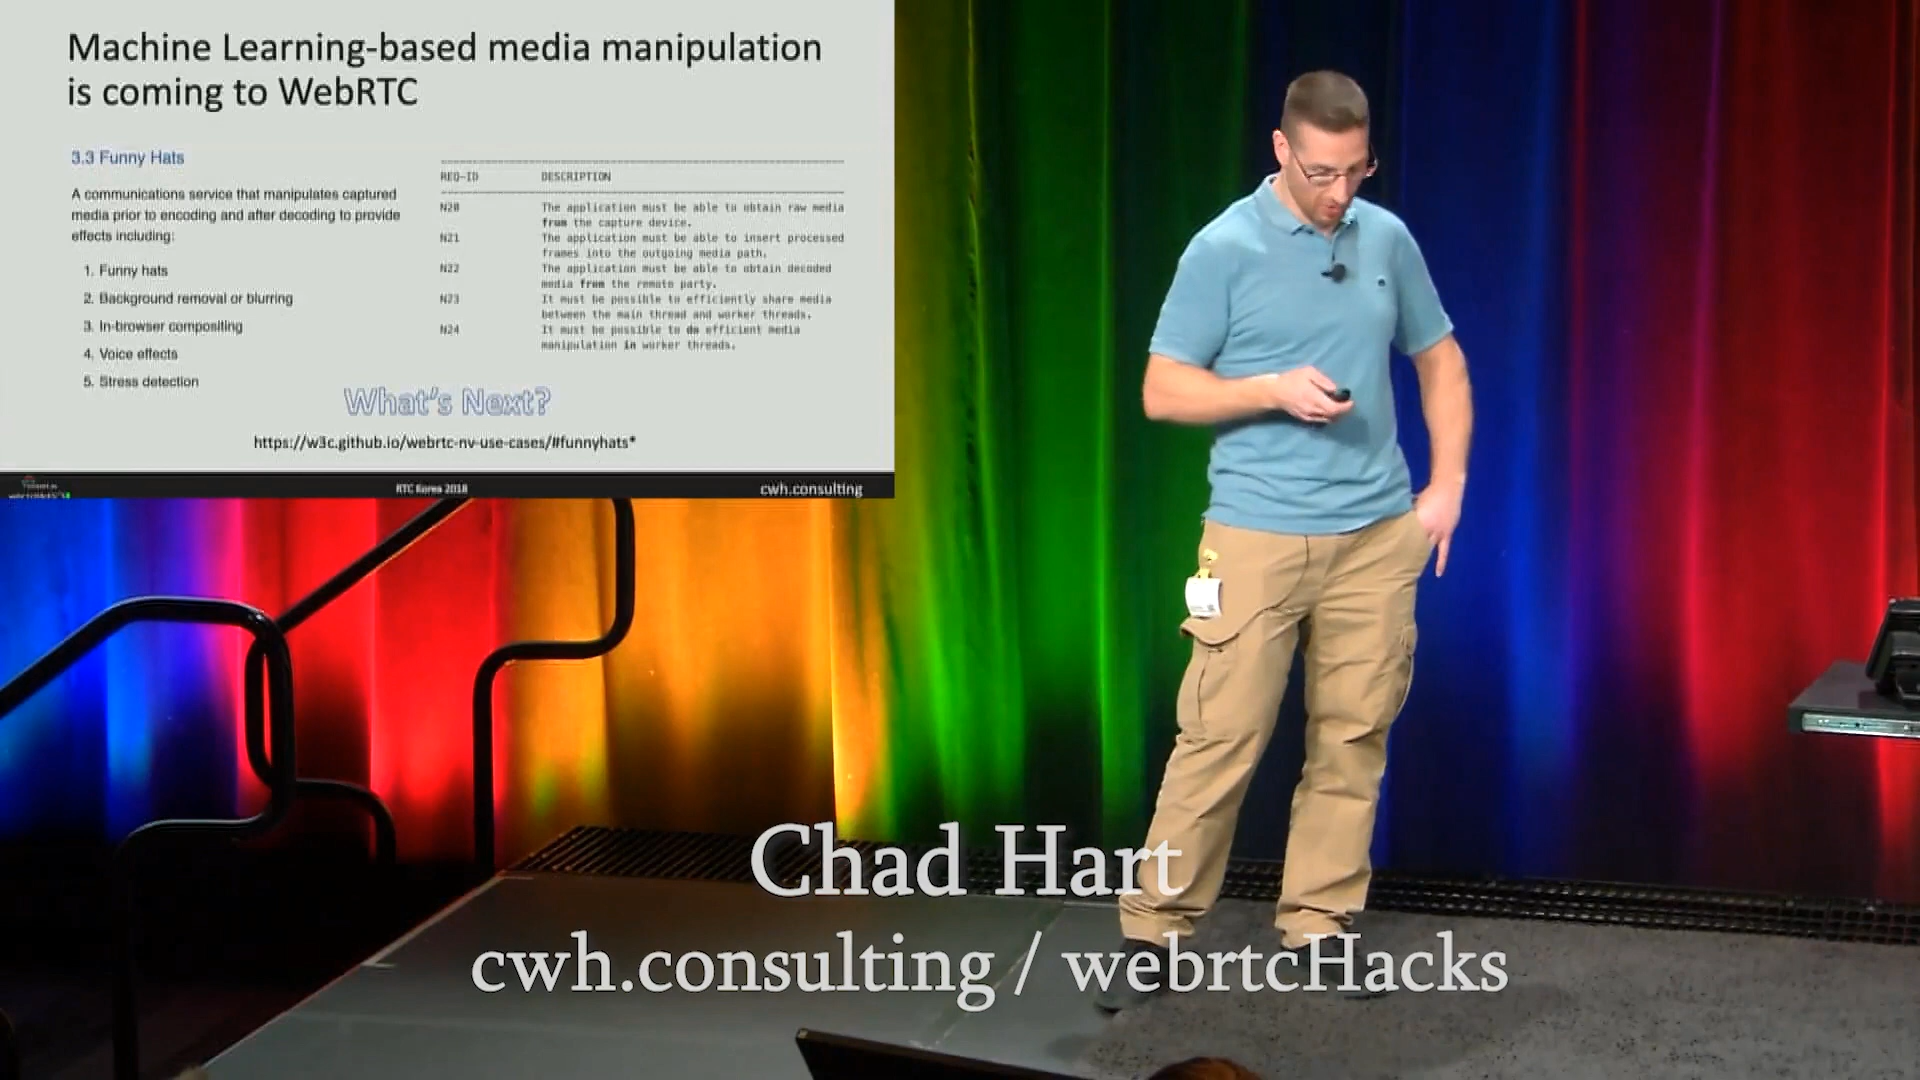 Machine Learning-based media manipulation
is coming to WebRTC
3.3 Funny Hats
A communications service that manipulates captured
media prior to encoding and after decoding to provide
effects including:
1. Funny hats
2. Background removal or blurring
3. In-browser compositing
4. Voice effects
5. Stress detection
REQ-ID DESCRIPTION
N20 The application must be able to obtain raw media
from the capture device.
N21 The application must be able to insert processed
frames into the outgoing media path.
N22 The application must be able to obtain decoded
media from the remote party.
N23 It must be possible to efficiently share media
between the main thread and worker threads.
N24 It must be possible to do efficient media
manipulation in worker threads.
What's Next?
https://w3c.github.io/webrtc-nv-use-cases/#funnyhats*
RTC Korea 2018
cwh.consulting
Chad Hart
cwh.consulting / webrtcHacks